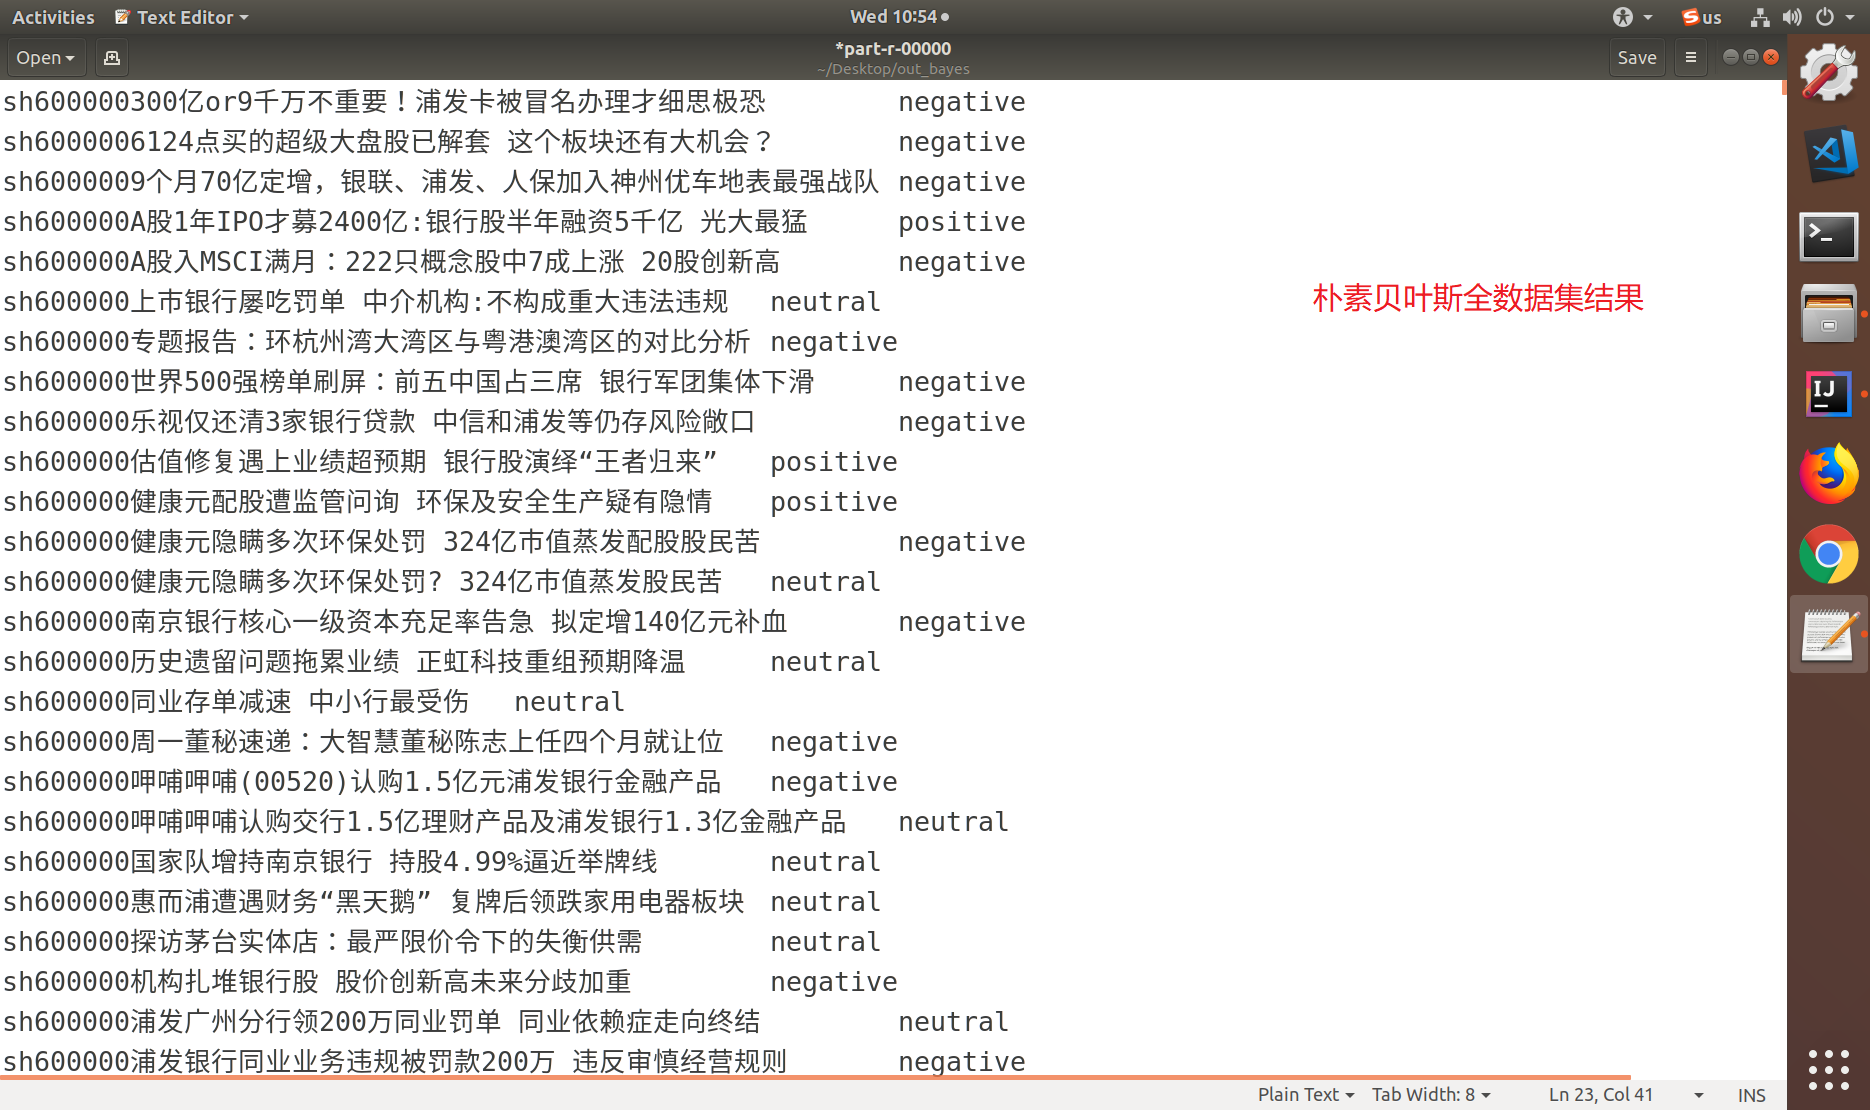 Activities Text Editor Wed 10:54 us
Open *part-r-00000 Save
~/Desktop/out_bayes
sh600000300亿or9千万不重要！浦发卡被冒名办理才细思极恐 negative
sh6000006124点买的超级大盘股已解套 这个板块还有大机会？ negative
sh6000009个月70亿定增，银联、浦发、人保加入神州优车地表最强战队 negative
sh600000A股1年IPO才募2400亿:银行股半年融资5千亿 光大最猛 positive
sh600000A股入MSCI满月：222只概念股中7成上涨 20股创新高 negative
sh600000上市银行屡吃罚单 中介机构:不构成重大违法违规 neutral
朴素贝叶斯全数据集结果
sh600000专题报告：环杭州湾大湾区与粤港澳湾区的对比分析 negative
sh600000世界500强榜单刷屏：前五中国占三席 银行军团集体下滑 negative
sh600000乐视仅还清3家银行贷款 中信和浦发等仍存风险敞口 negative
sh600000估值修复遇上业绩超预期 银行股演绎“王者归来” positive
sh600000健康元配股遭监管问询 环保及安全生产疑有隐情 positive
sh600000健康元隐瞒多次环保处罚 324亿市值蒸发配股股民苦 negative
sh600000健康元隐瞒多次环保处罚? 324亿市值蒸发股民苦 neutral
sh600000南京银行核心一级资本充足率告急 拟定增140亿元补血 negative
sh600000历史遗留问题拖累业绩 正虹科技重组预期降温 neutral
sh600000同业存单减速 中小行最受伤 neutral
sh600000周一董秘速递：大智慧董秘陈志上任四个月就让位 negative
sh600000呷哺呷哺(00520)认购1.5亿元浦发银行金融产品 negative
sh600000呷哺呷哺认购交行1.5亿理财产品及浦发银行1.3亿金融产品 neutral
sh600000国家队增持南京银行 持股4.99%逼近举牌线 neutral
sh600000惠而浦遭遇财务“黑天鹅” 复牌后领跌家用电器板块 neutral
sh600000探访茅台实体店：最严限价令下的失衡供需 neutral
sh600000机构扎堆银行股 股价创新高未来分歧加重 negative
sh600000浦发广州分行领200万同业罚单 同业依赖症走向终结 neutral
sh600000浦发银行同业业务违规被罚款200万 违反审慎经营规则 negative
Plain Text Tab Width: 8 Ln 23, Col 41 INS